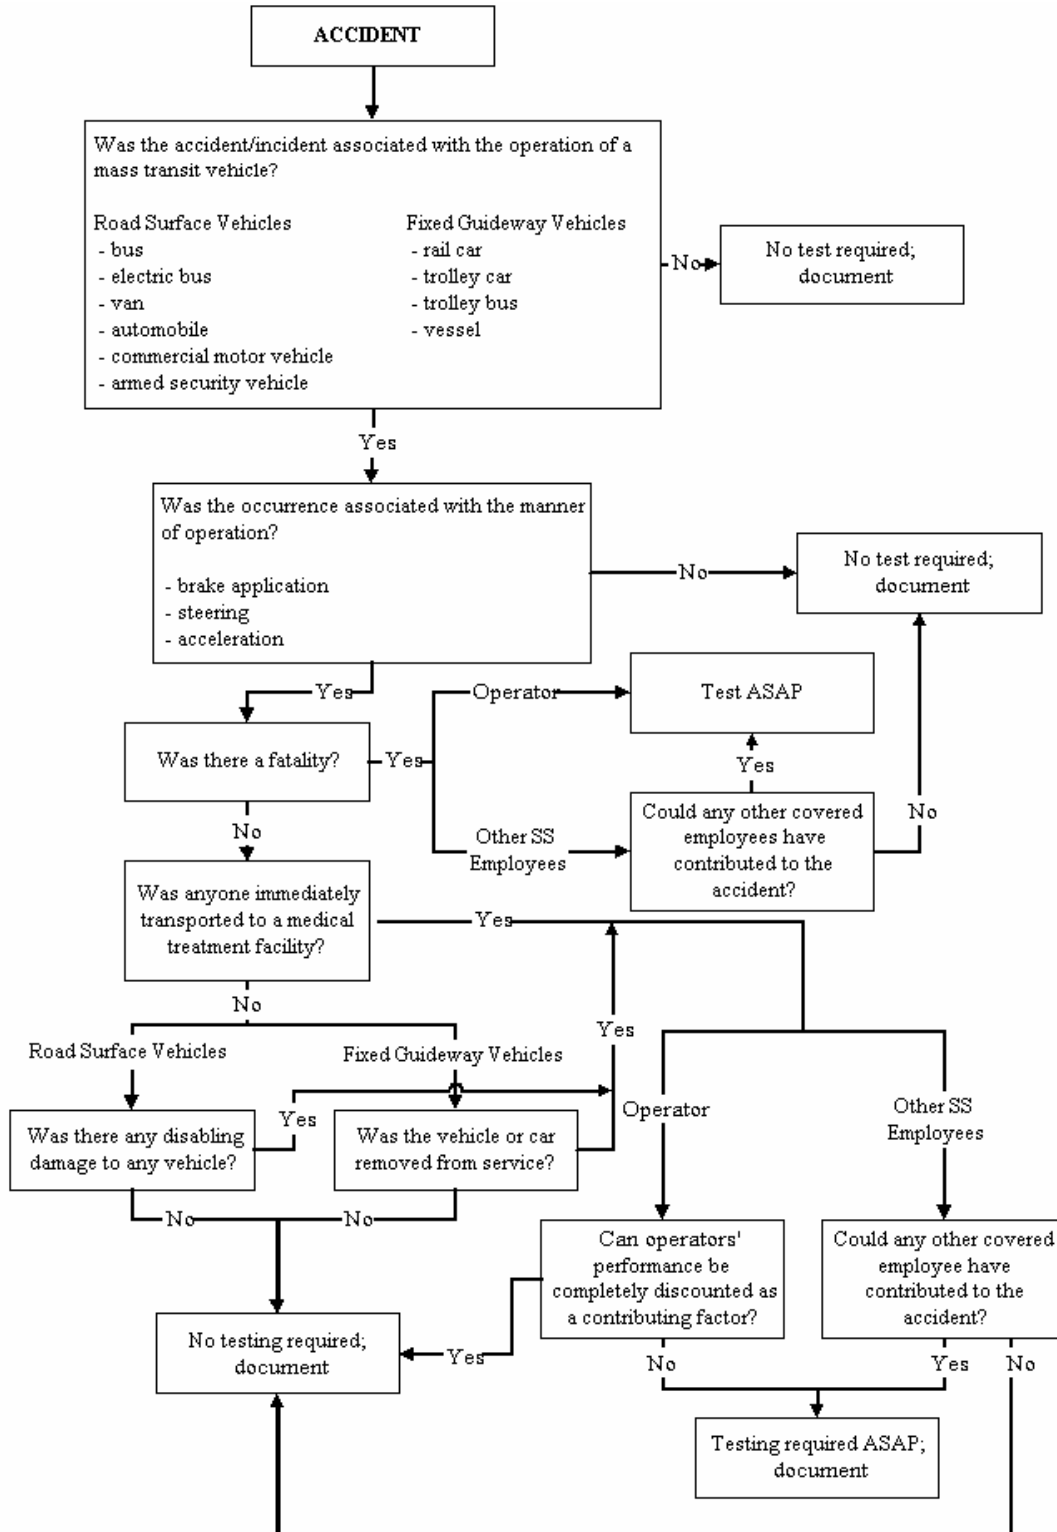 ACCIDENT
Was the accident/incident associated with the operation of a
mass transit vehicle?
Road Surface Vehicles
- bus
- electric bus
- van
- automobile
- commercial motor vehicle
- armed security vehicle
Fixed Guideway Vehicles
- rail car
- trolley car
- trolley bus
- vessel
No
No test required;
document
Yes
Was the occurrence associated with the manner
of operation?
- brake application
- steering
- acceleration
No
No test required;
document
Yes
Was there a fatality?
Yes
Operator
Test ASAP
Yes
Other SS
Employees
Could any other covered
employees have
contributed to the
accident?
No
No
Was anyone immediately
transported to a medical
treatment facility?
Yes
No
Road Surface Vehicles
Fixed Guideway Vehicles
Yes
Was there any disabling
damage to any vehicle?
Yes
Was the vehicle or car
removed from service?
Operator
Other SS
Employees
No
No
Can operators'
performance be
completely discounted as
a contributing factor?
Could any other covered
employee have
contributed to the
accident?
No testing required;
document
Yes
No
Yes
No
Testing required ASAP;
document